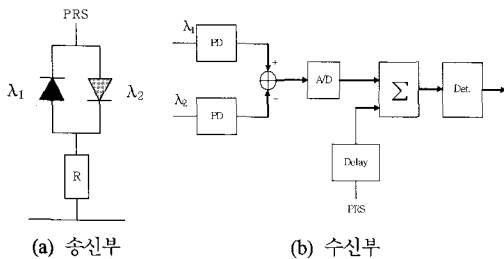 PRS
λ1
λ2
R
(a) 송신부
λ1
PD
+
λ2
PD
−
A/D
Σ
Det.
Delay
PRS
(b) 수신부